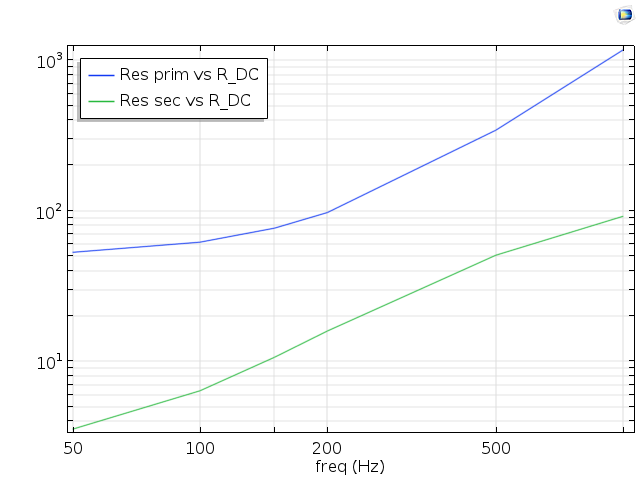 10³
Res prim vs R_DC
Res sec vs R_DC
10²
10¹
50 100 200 500
freq (Hz)